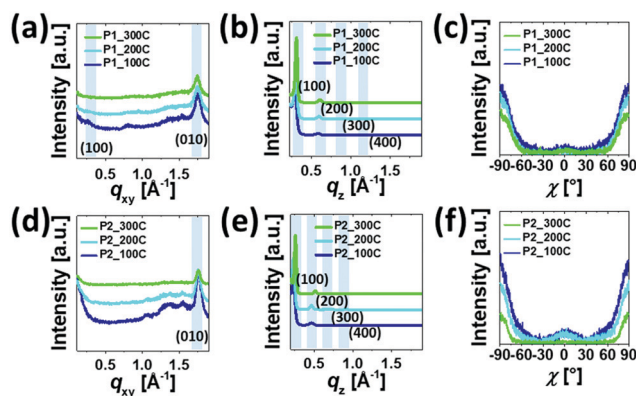 (a)
P1_300C
P1_200C
P1_100C
(100)
(010)
Intensity [a.u.]
0.5 1.0 1.5
qxy [Å-1]
(b)
P1_300C
P1_200C
P1_100C
(100)
(200)
(300)
(400)
Intensity [a.u.]
0.5 1.0 1.5
qz [Å-1]
(c)
P1_300C
P1_200C
P1_100C
Intensity [a.u.]
-90 -60 -30 0 30 60 90
χ [°]
(d)
P2_300C
P2_200C
P2_100C
(010)
Intensity [a.u.]
0.5 1.0 1.5
qxy [Å-1]
(e)
P2_300C
P2_200C
P2_100C
(100)
(200)
(300)
(400)
Intensity [a.u.]
0.5 1.0 1.5
qz [Å-1]
(f)
P2_300C
P2_200C
P2_100C
Intensity [a.u.]
-90 -60 -30 0 30 60 90
χ [°]